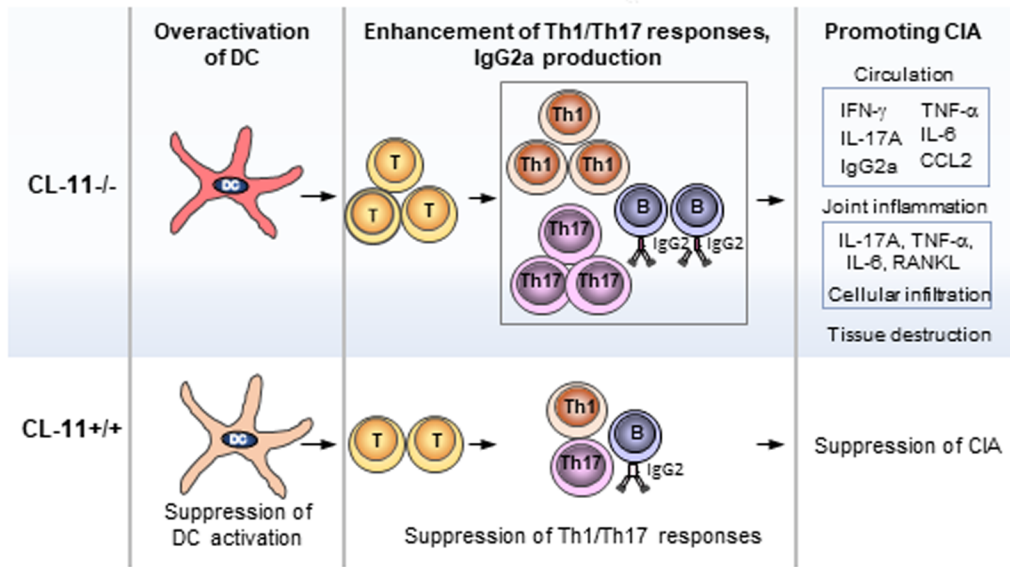 Overactivation
of DC
Enhancement of Th1/Th17 responses,
IgG2a production
Promoting CIA
Circulation
IFN-γ TNF-α
IL-17A IL-6
IgG2a CCL2
Joint inflammation
IL-17A, TNF-α,
IL-6, RANKL
Cellular infiltration
Tissue destruction
CL-11-/-
DC
T
T
T
Th1
Th1
Th1
B
B
IgG2
IgG2
Th17
Th17
Th17
CL-11+/+
DC
Suppression of
DC activation
T
T
Th1
Th17
B
IgG2
Suppression of Th1/Th17 responses
Suppression of CIA